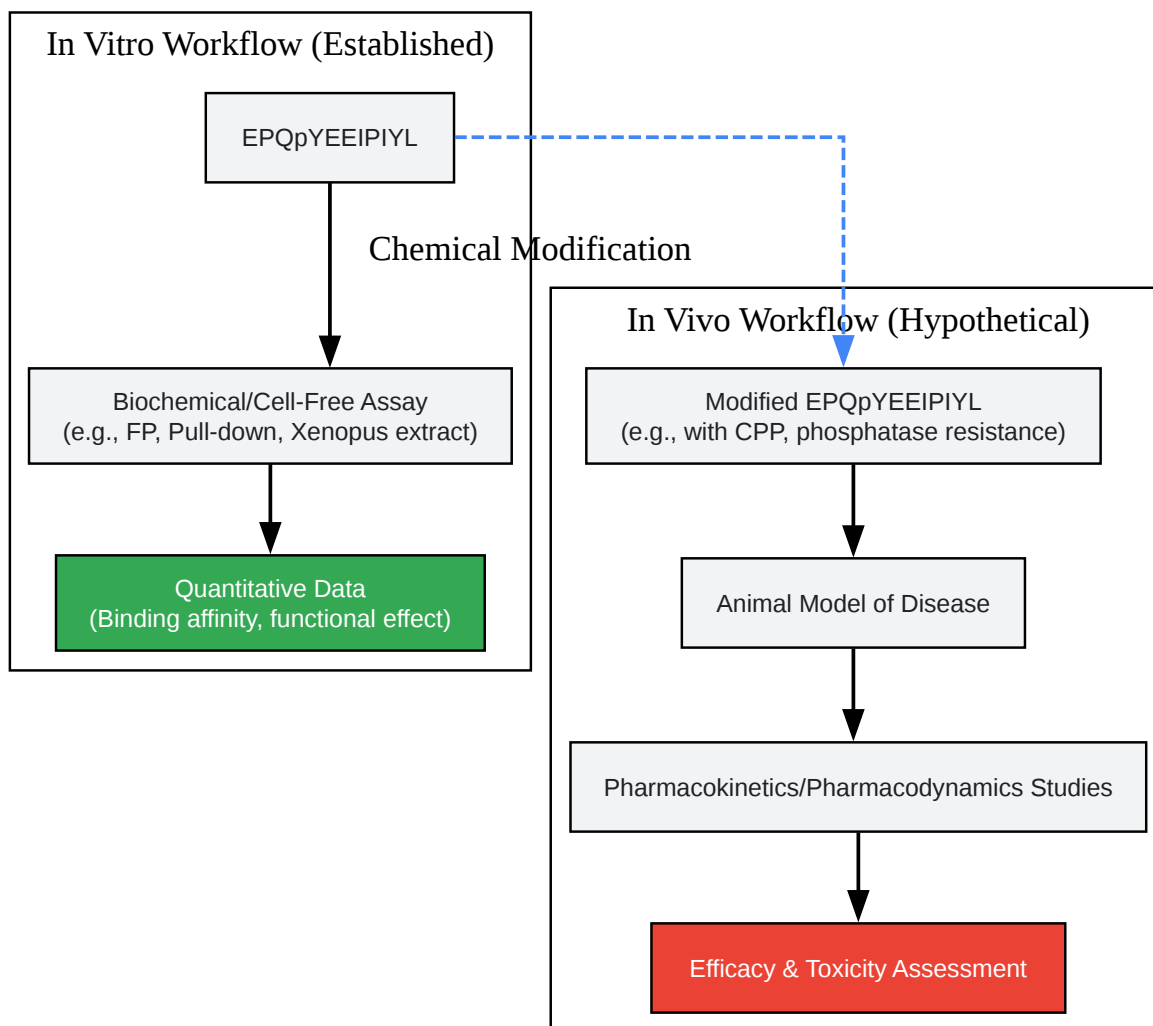 In Vitro Workflow (Established)
EPQpYEEIPIYL
Chemical Modification
Biochemical/Cell-Free Assay
(e.g., FP, Pull-down, Xenopus extract)
Quantitative Data
(Binding affinity, functional effect)
In Vivo Workflow (Hypothetical)
Modified EPQpYEEIPIYL
(e.g., with CPP, phosphatase resistance)
Animal Model of Disease
Pharmacokinetics/Pharmacodynamics Studies
Efficacy & Toxicity Assessment